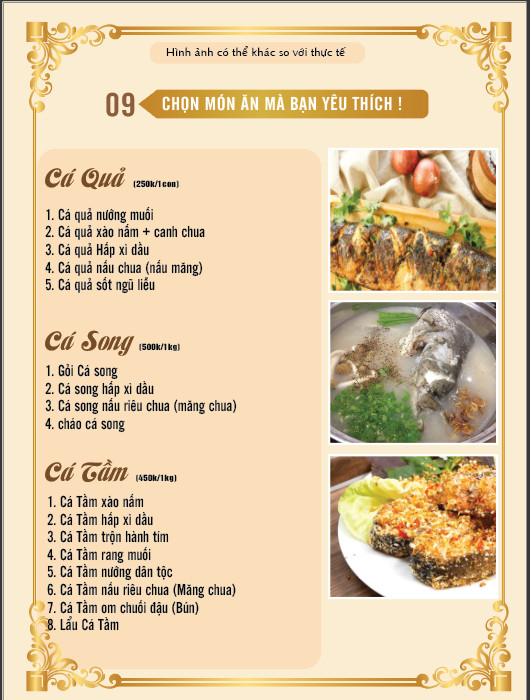 Hình ảnh có thể khác so với thực tế
09 CHỌN MÓN ĂN MÀ BẠN YÊU THÍCH !
Cá Quả (250k/1con)
1. Cá quả nướng muối
2. Cá quả xào nấm + canh chua
3. Cá quả Hấp xì dầu
4. Cá quả nấu chua (nấu măng)
5. Cá quả sốt ngũ liễu
Cá Song (500k/1kg)
1. Gỏi Cá song
2. Cá song hấp xì dầu
3. Cá song nấu riêu chua (măng chua)
4. cháo cá song
Cá Tầm (450k/1kg)
1. Cá Tầm xào nấm
2. Cá Tầm hấp xì dầu
3. Cá Tầm trộn hành tím
4. Cá Tầm rang muối
5. Cá Tầm nướng dân tộc
6. Cá Tầm nấu riêu chua (Măng chua)
7. Cá Tầm om chuối đậu (Bún)
8. Lẩu Cá Tầm